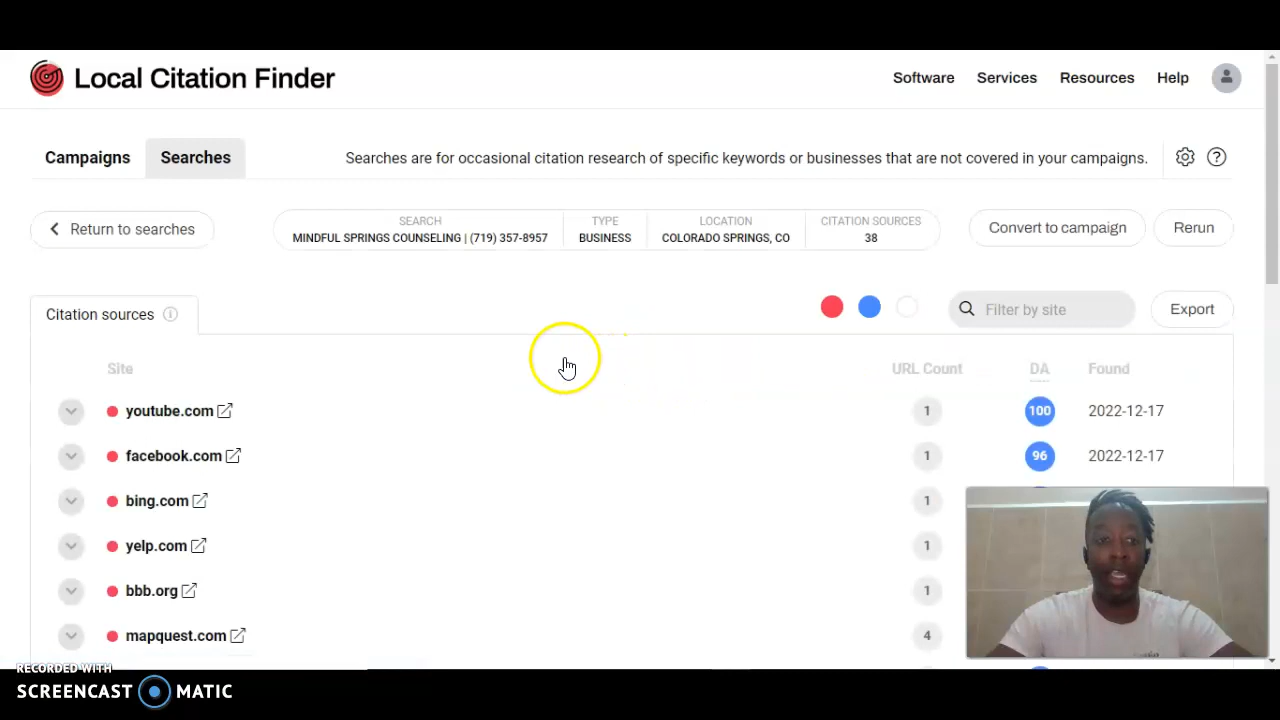 Local Citation Finder
Software Services Resources Help
Campaigns Searches Searches are for occasional citation research of specific keywords or businesses that are not covered in your campaigns.
Return to searches
SEARCH TYPE LOCATION CITATION SOURCES
MINDFUL SPRINGS COUNSELING | (719) 357-8957 BUSINESS COLORADO SPRINGS, CO 38
Convert to campaign Rerun
Citation sources Filter by site Export
Site URL Count DA Found
youtube.com 1 100 2022-12-17
facebook.com 1 96 2022-12-17
bing.com 1
yelp.com 1
bbb.org 1
mapquest.com 4
RECORDED WITH
SCREENCAST MATIC